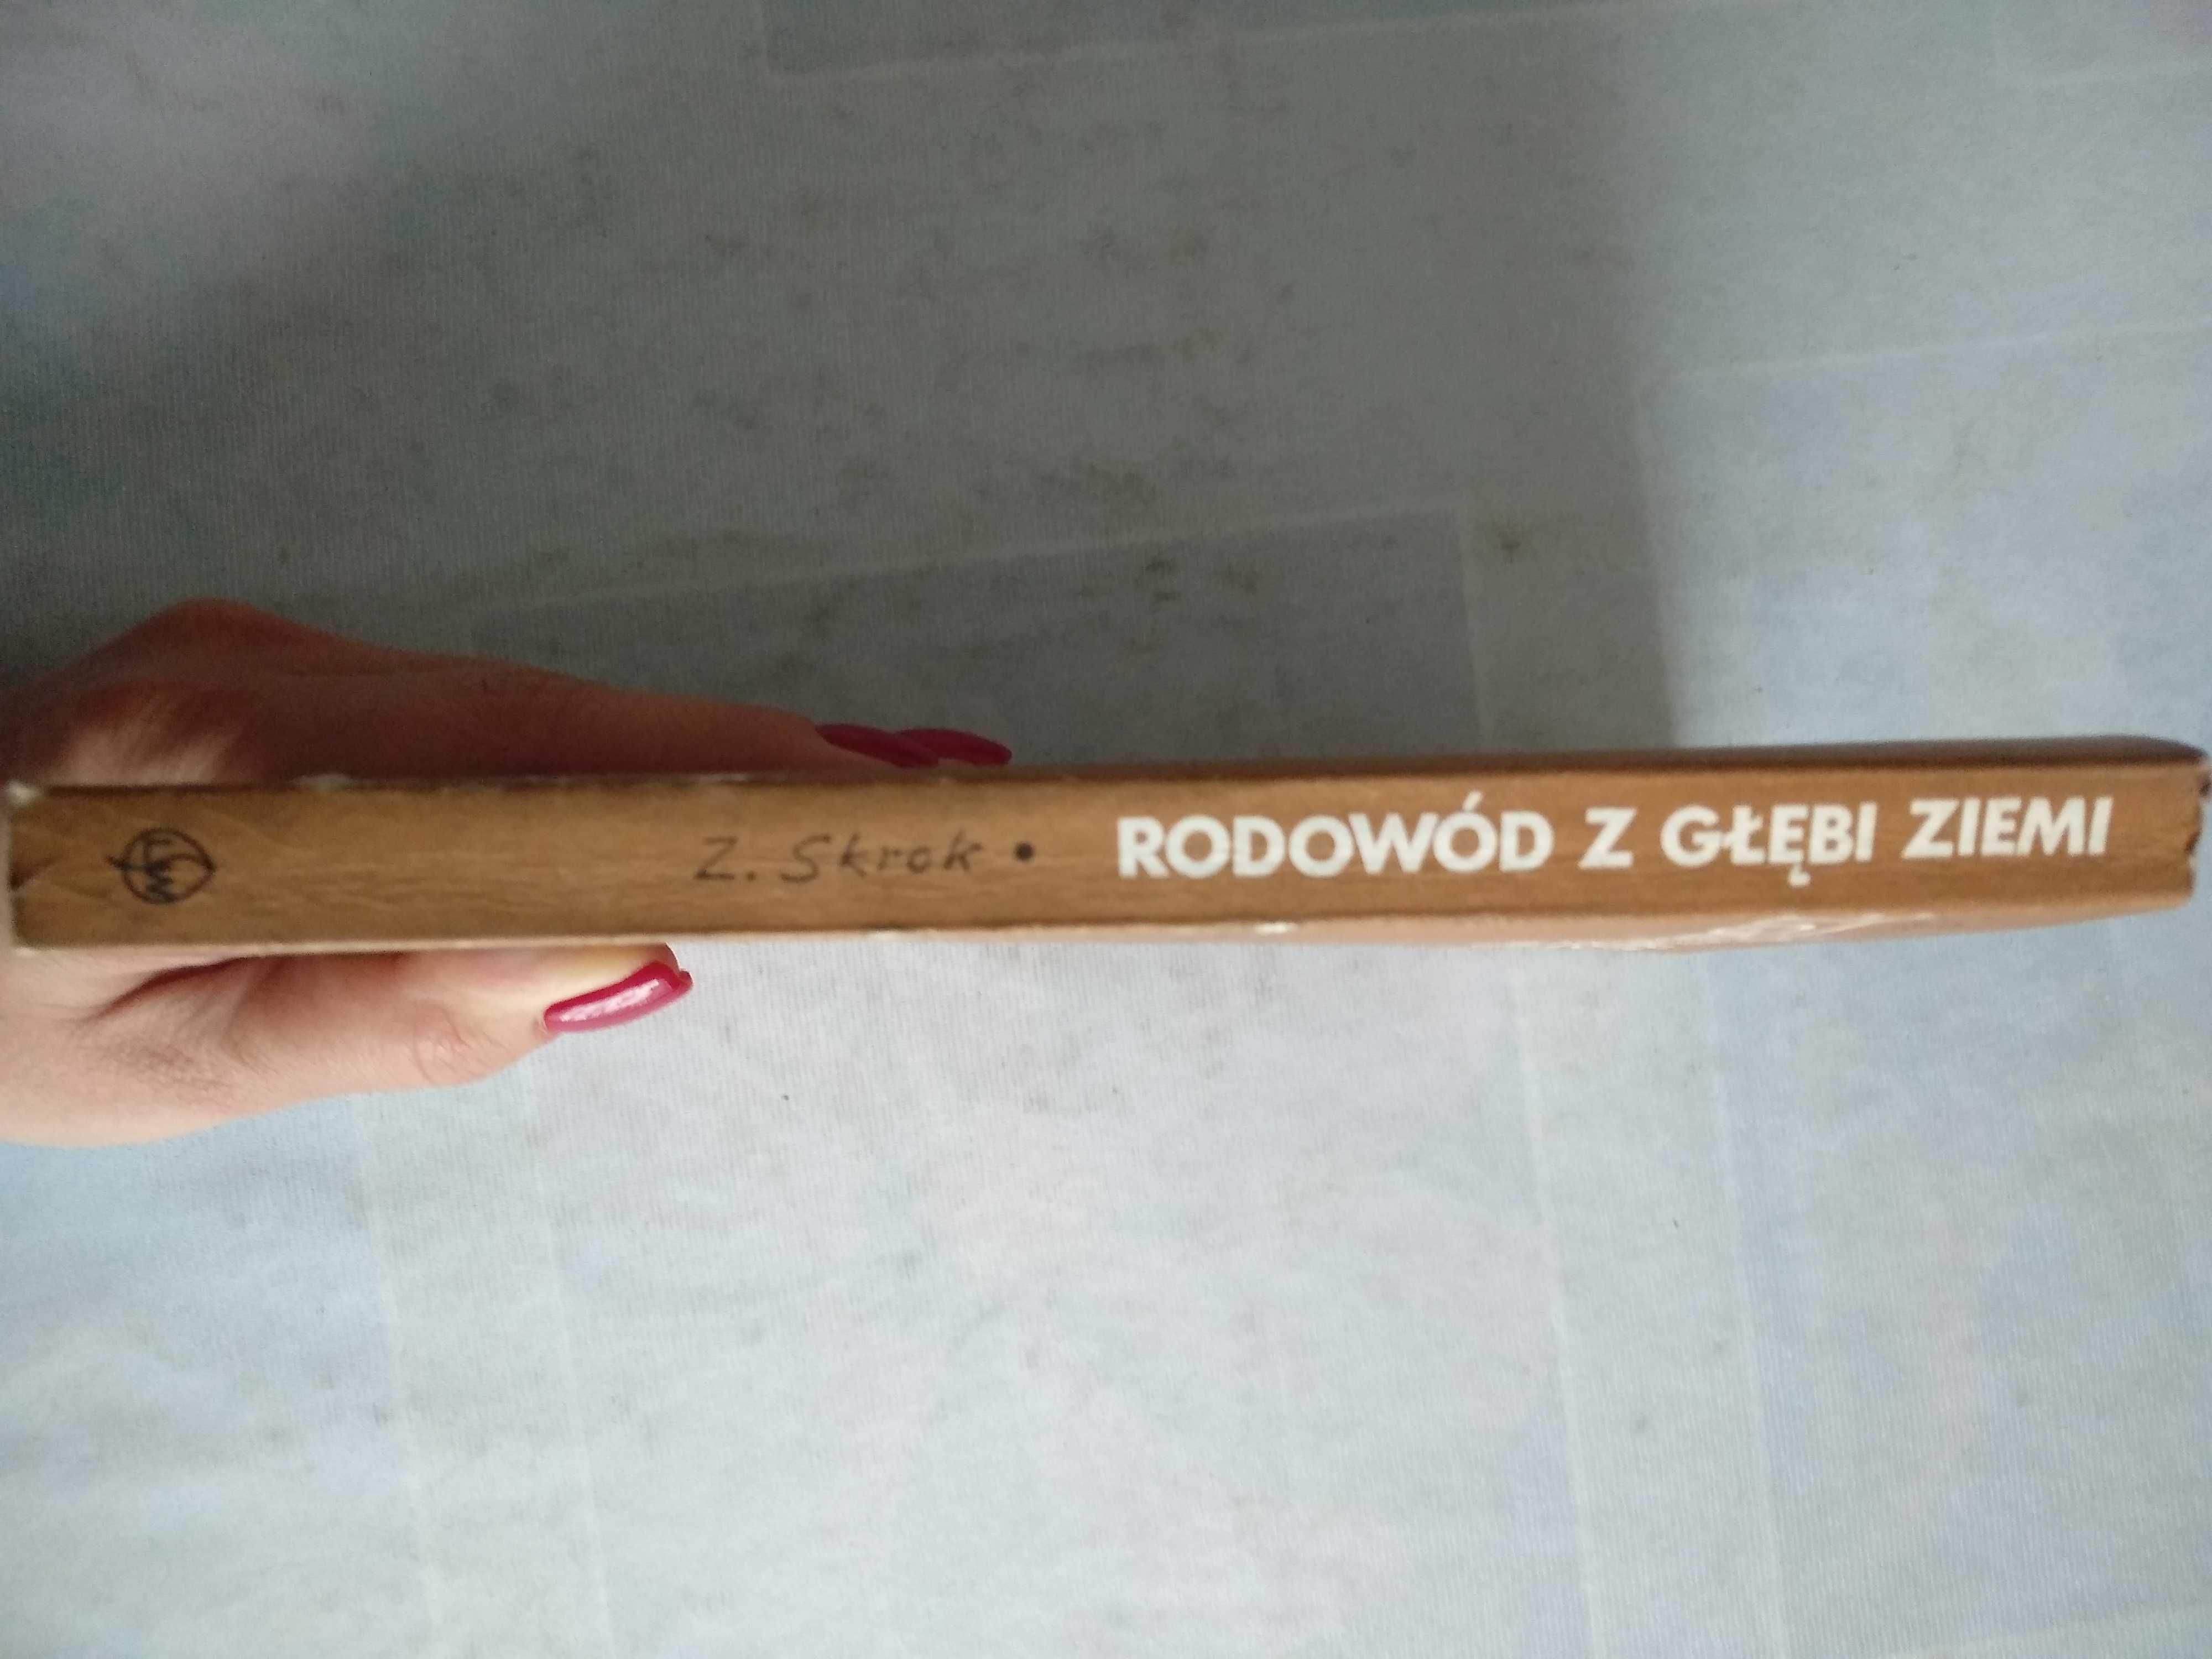 Z. Skrok • RODOWÓD Z GŁĘBI ZIEMI